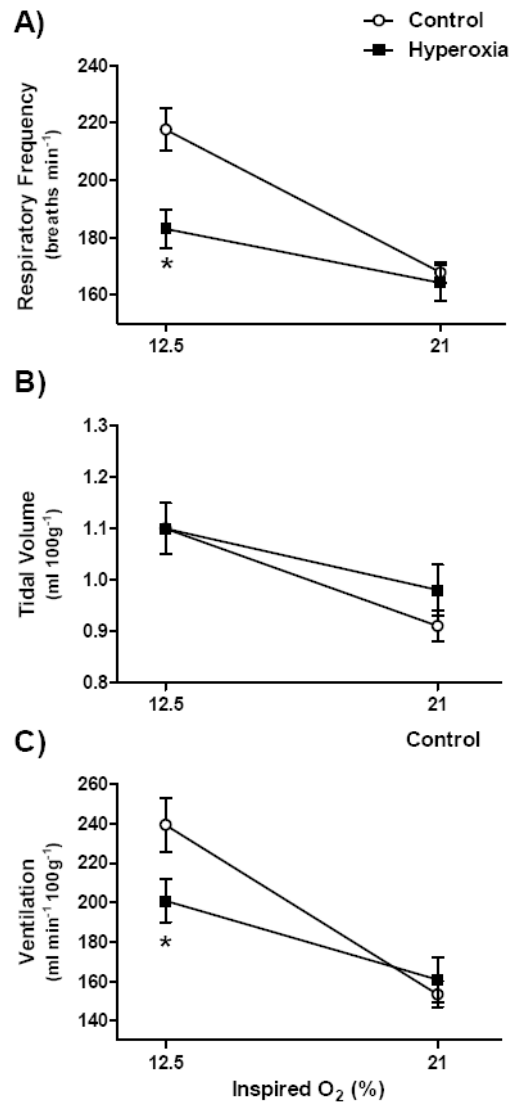 A)
Control
Hyperoxia
Respiratory Frequency
(breaths min⁻¹)
240
220
200
180
160
*
12.5
21
B)
Tidal Volume
(ml 100g⁻¹)
1.3
1.2
1.1
1.0
0.9
0.8
12.5
21
Control
C)
Ventilation
(ml min⁻¹ 100g⁻¹)
260
240
220
200
180
160
140
*
12.5
21
Inspired O₂ (%)